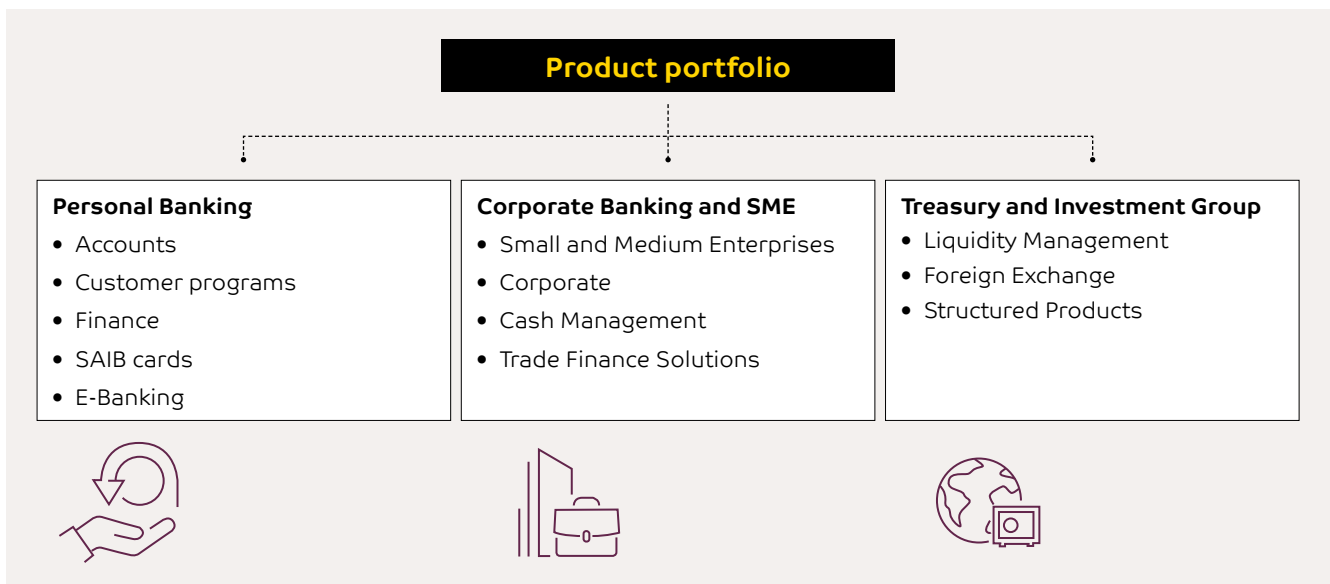 Product portfolio
Personal Banking
• Accounts
• Customer programs
• Finance
• SAIB cards
• E-Banking
Corporate Banking and SME
• Small and Medium Enterprises
• Corporate
• Cash Management
• Trade Finance Solutions
Treasury and Investment Group
• Liquidity Management
• Foreign Exchange
• Structured Products